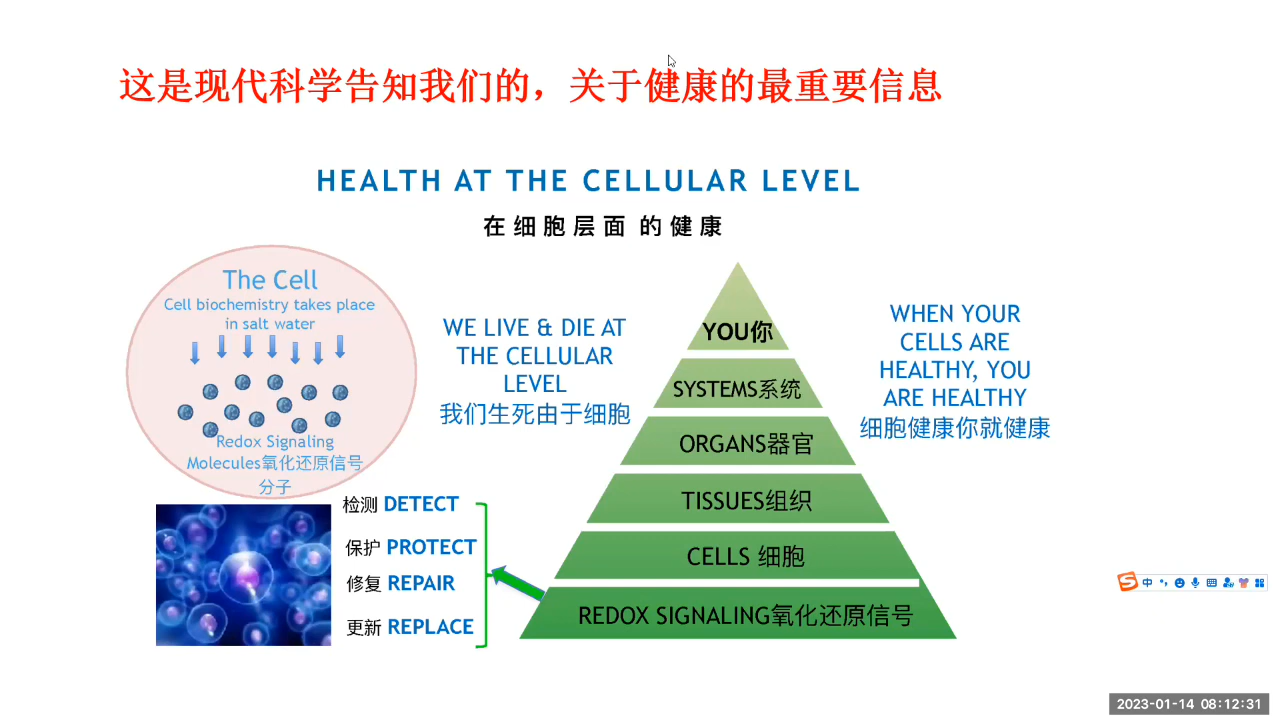 这是现代科学告知我们的，关于健康的最重要信息
HEALTH AT THE CELLULAR LEVEL
在细胞层面 的健康
The Cell
Cell biochemistry takes place
in salt water
Redox Signaling
Molecules氧化还原信号
分子
WE LIVE & DIE AT
THE CELLULAR
LEVEL
我们生死由于细胞
YOU你
SYSTEMS系统
ORGANS器官
TISSUES组织
CELLS 细胞
REDOX SIGNALING氧化还原信号
WHEN YOUR
CELLS ARE
HEALTHY, YOU
ARE HEALTHY
细胞健康你就健康
检测 DETECT
保护 PROTECT
修复 REPAIR
更新 REPLACE
S中
2023-01-14 08:12:31